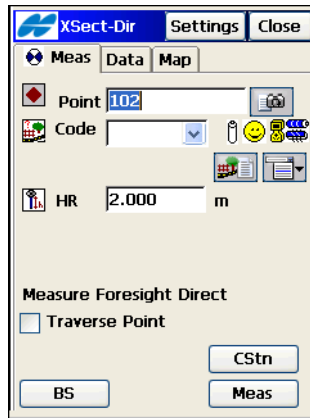 XSect-Dir Settings Close
Meas Data Map
Point 102
Code
HR 2.000 m
Measure Foresight Direct
Traverse Point
CStn
BS Meas